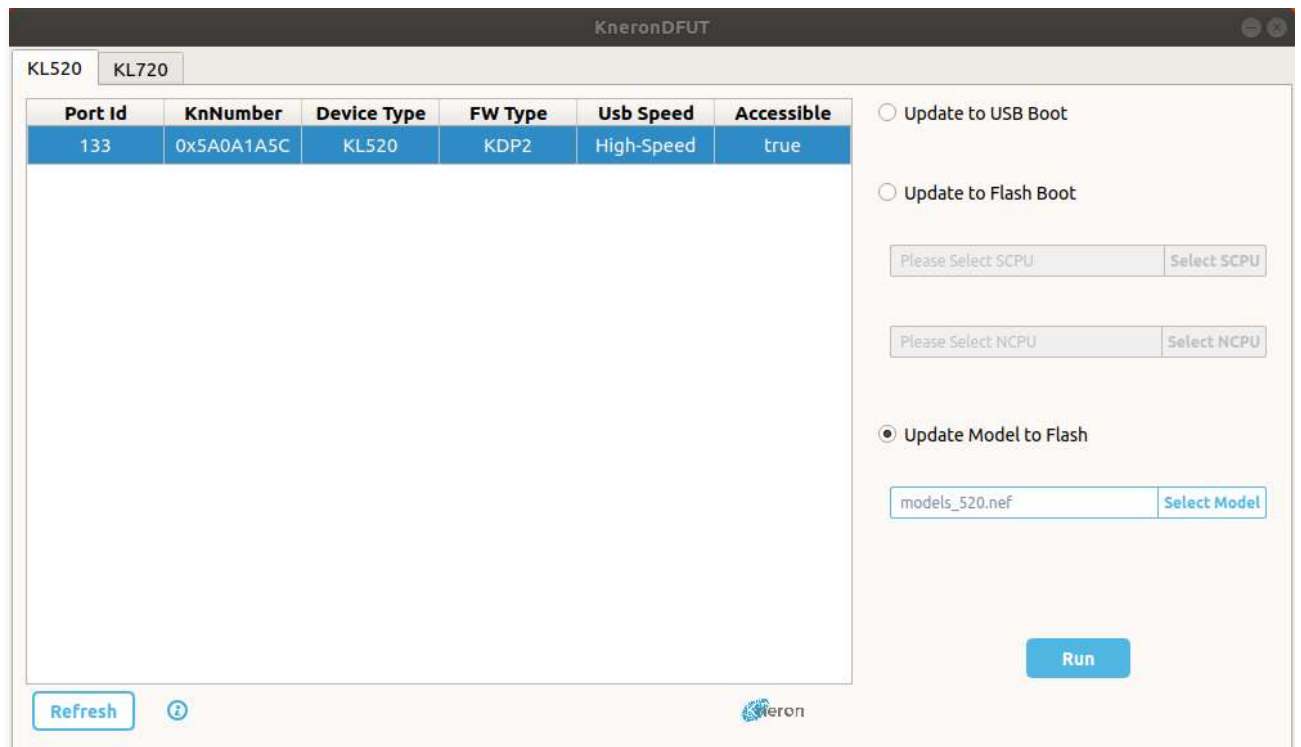 KneronDFUT
KL520 KL720
Port Id KnNumber Device Type FW Type Usb Speed Accessible
133 0x5A0A1A5C KL520 KDP2 High-Speed true
Update to USB Boot
Update to Flash Boot
Please Select SCPU Select SCPU
Please Select NCPU Select NCPU
Update Model to Flash
models_520.nef Select Model
Run
Refresh
Kneron